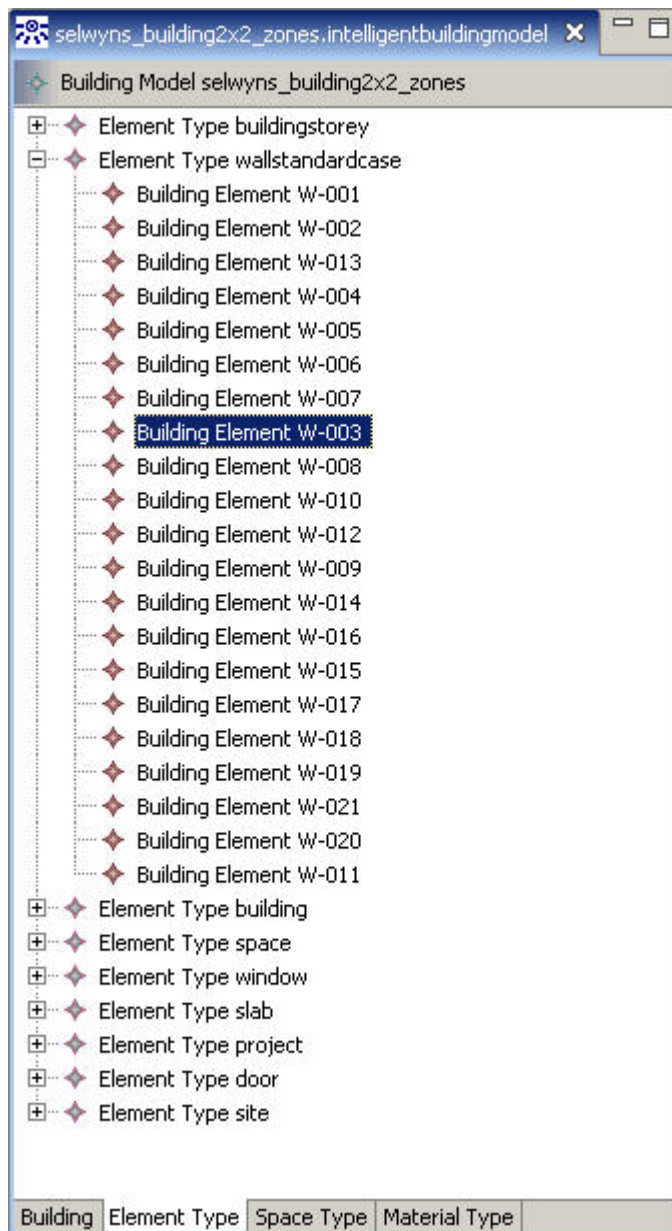 selwyns_building2x2_zones.intelligentbuildingmodel
Building Model selwyns_building2x2_zones
Element Type buildingstorey
Element Type wallstandardcase
Building Element W-001
Building Element W-002
Building Element W-013
Building Element W-004
Building Element W-005
Building Element W-006
Building Element W-007
Building Element W-003
Building Element W-008
Building Element W-010
Building Element W-012
Building Element W-009
Building Element W-014
Building Element W-016
Building Element W-015
Building Element W-017
Building Element W-018
Building Element W-019
Building Element W-021
Building Element W-020
Building Element W-011
Element Type building
Element Type space
Element Type window
Element Type slab
Element Type project
Element Type door
Element Type site
Building Element Type Space Type Material Type